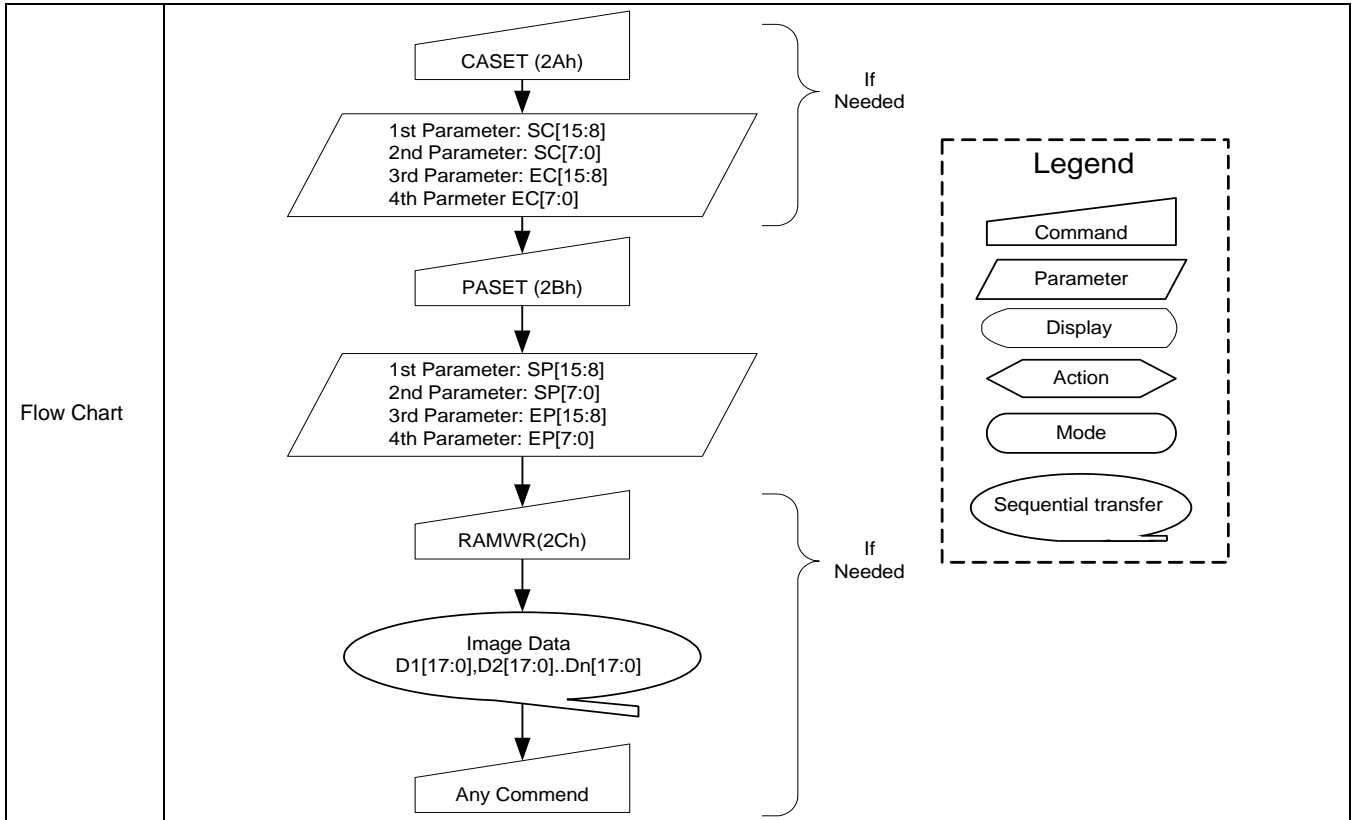 Flow Chart
CASET (2Ah)
If
Needed
1st Parameter: SC[15:8]
2nd Parameter: SC[7:0]
3rd Parameter: EC[15:8]
4th Parmeter EC[7:0]
PASET (2Bh)
1st Parameter: SP[15:8]
2nd Parameter: SP[7:0]
3rd Parameter: EP[15:8]
4th Parameter: EP[7:0]
RAMWR(2Ch)
If
Needed
Image Data
D1[17:0],D2[17:0]..Dn[17:0]
Any Commend
Legend
Command
Parameter
Display
Action
Mode
Sequential transfer